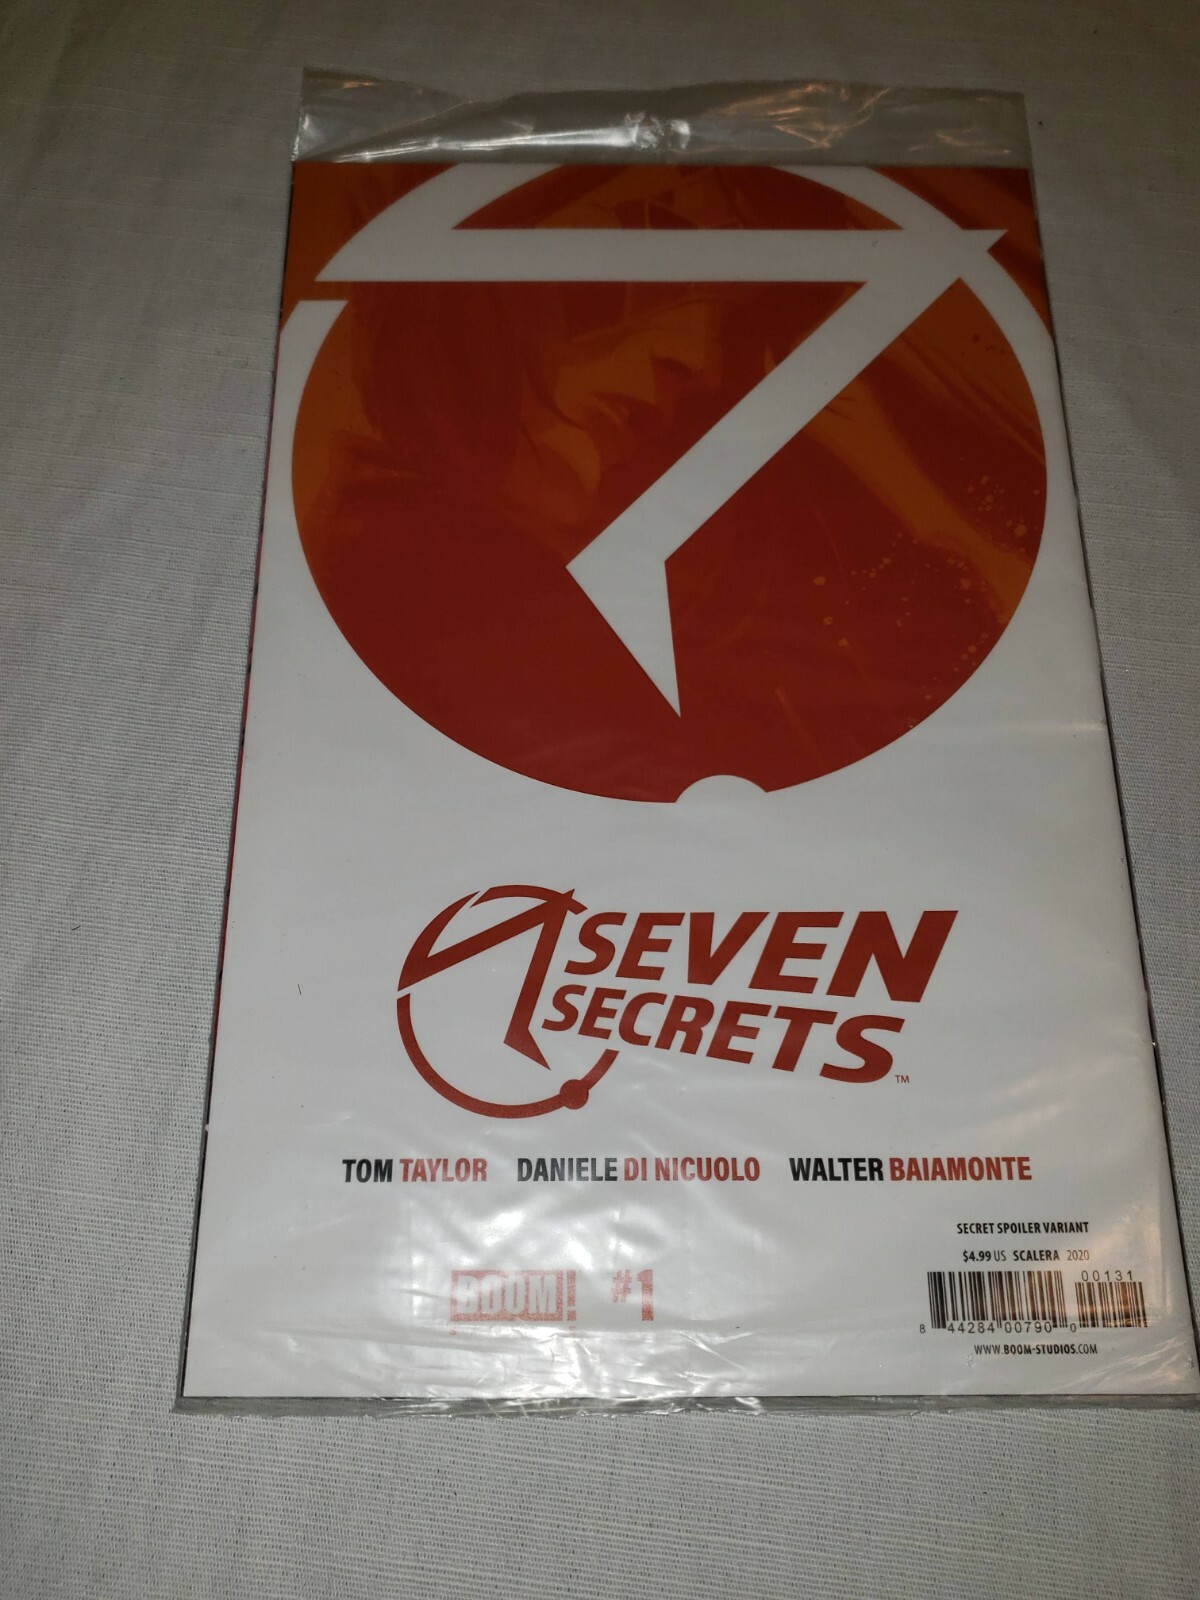 SEVEN
SECRETS
TM
TOM TAYLOR DANIELE DI NICUOLO WALTER BAIAMONTE
SECRET SPOILER VARIANT
$4.99 US SCALERA 2020
BOOM! #1
00131
8 44284 00790 0
WWW.BOOM-STUDIOS.COM